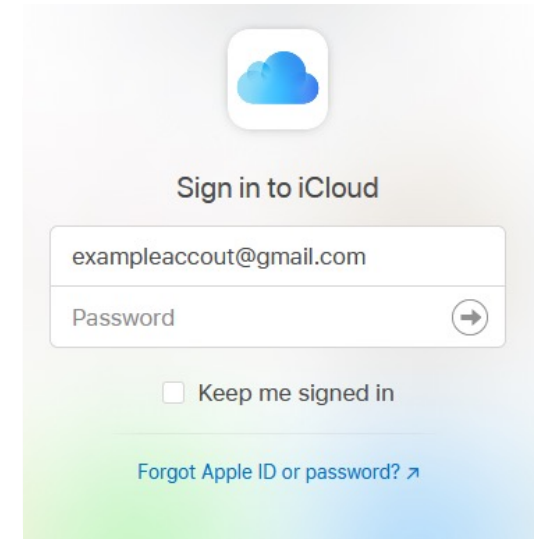 Sign in to iCloud
exampleaccout@gmail.com
Password
Keep me signed in
Forgot Apple ID or password? ↗